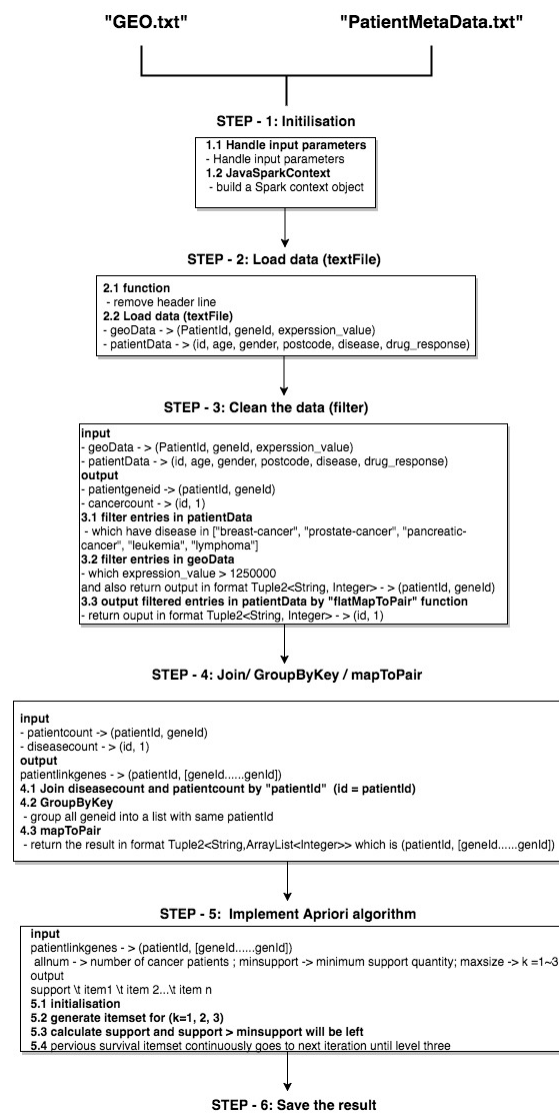 "GEO.txt"
"PatientMetaData.txt"
STEP - 1: Initilisation
1.1 Handle input parameters
- Handle input parameters
1.2 JavaSparkContext
- build a Spark context object
STEP - 2: Load data (textFile)
2.1 function
- remove header line
2.2 Load data (textFile)
- geoData - > (PatientId, geneId, experssion_value)
- patientData - > (id, age, gender, postcode, disease, drug_response)
STEP - 3: Clean the data (filter)
input
- geoData - > (PatientId, geneId, experssion_value)
- patientData - > (id, age, gender, postcode, disease, drug_response)
output
- patientgeneid -> (patientId, geneId)
- cancercount - > (id, 1)
3.1 filter entries in patientData
- which have disease in ["breast-cancer", "prostate-cancer", "pancreatic-
cancer", "leukemia", "lymphoma"]
3.2 filter entries in geoData
- which expression_value > 1250000
and also return output in format Tuple2<String, Integer> - > (patientId, geneId)
3.3 output filtered entries in patientData by "flatMapToPair" function
- return ouput in format Tuple2<String, Integer> - > (id, 1)
STEP - 4: Join/ GroupByKey / mapToPair
input
- patientcount - > (patientId, geneId)
- diseasecount - > (id, 1)
output
patientlinkgenes - > (patientId, [geneId......genId])
4.1 Join diseasecount and patientcount by "patientId" (id = patientId)
4.2 GroupByKey
- group all geneid into a list with same patientId
4.3 mapToPair
- return the result in format Tuple2<String,ArrayList<Integer>> which is (patientId, [geneId......genId])
STEP - 5: Implement Apriori algorithm
input
patientlinkgenes - > (patientId, [geneId......genId])
allnum - > number of cancer patients ; minsupport -> minimum support quantity; maxsize -> k =1~3
output
support \t item1 \t item 2...\t item n
5.1 initialisation
5.2 generate itemset for (k=1, 2, 3)
5.3 calculate support and support > minsupport will be left
5.4 pervious survival itemset continuously goes to next iteration until level three
STEP - 6: Save the result